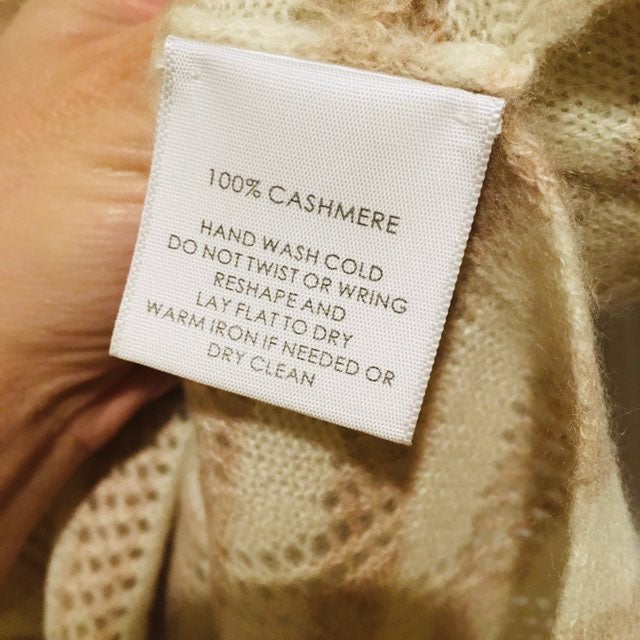 100% CASHMERE
HAND WASH COLD
DO NOT TWIST OR WRING
RESHAPE AND
LAY FLAT TO DRY
WARM IRON IF NEEDED OR
DRY CLEAN